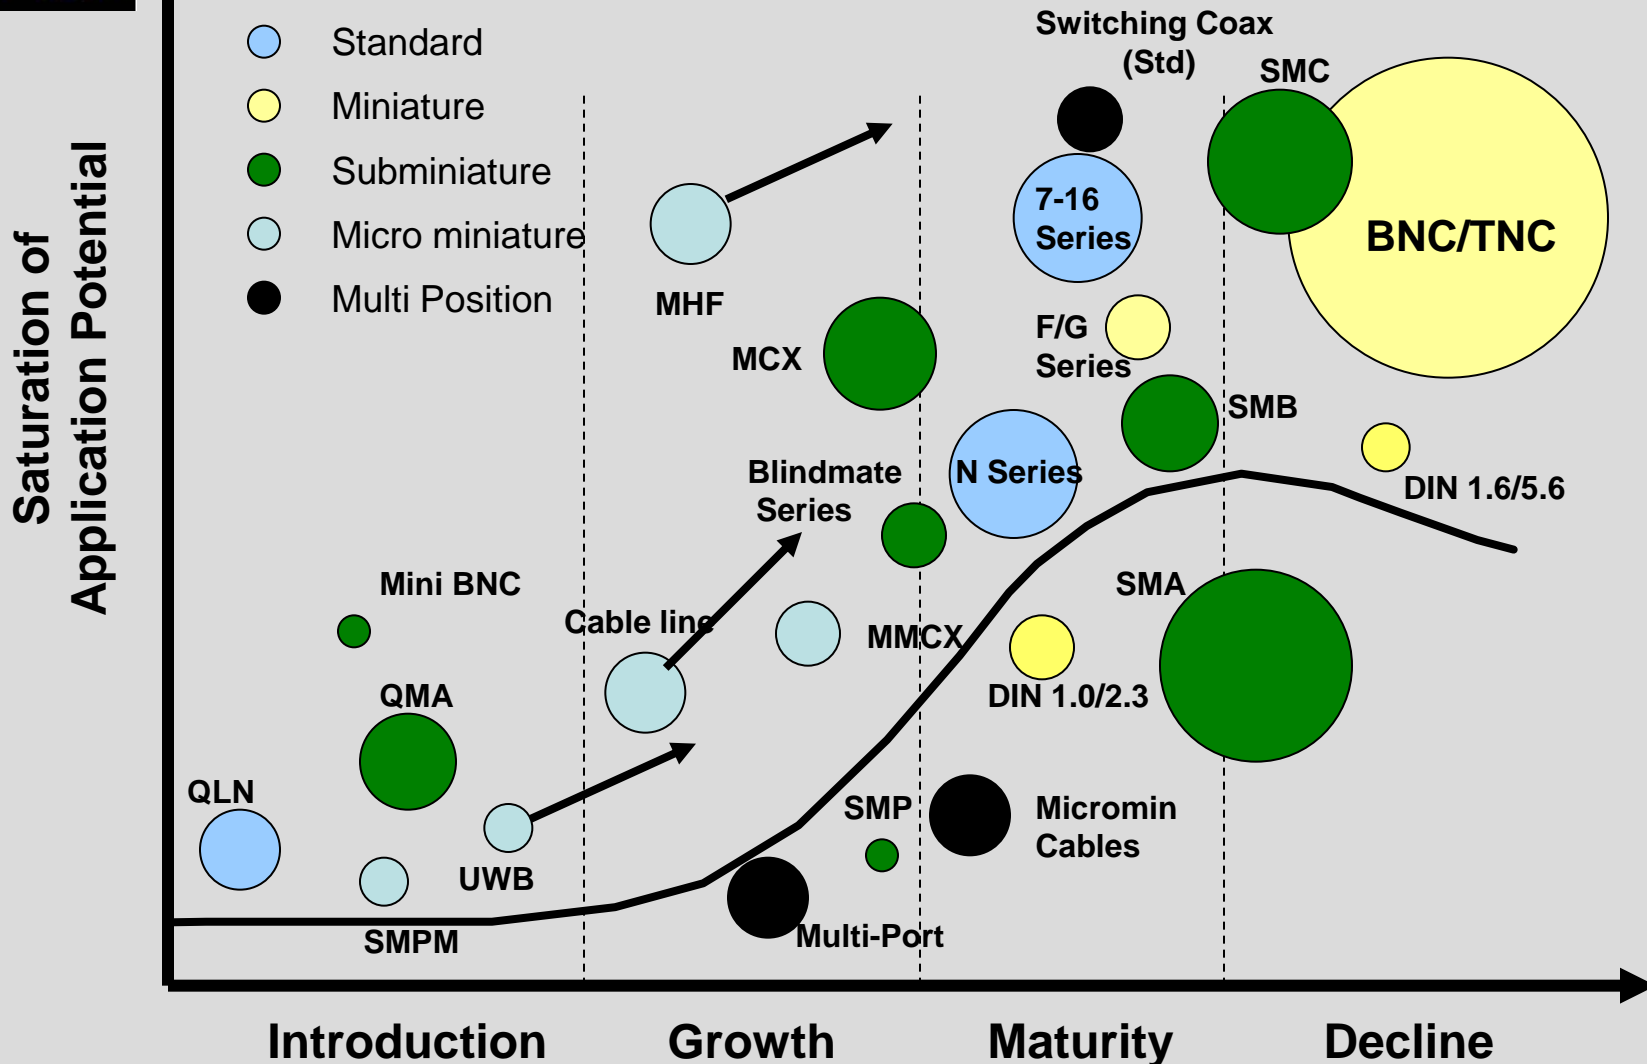 Saturation of
Application Potential
Standard
Miniature
Subminiature
Micro miniature
Multi Position
Switching Coax
(Std)
SMC
7-16
Series
BNC/TNC
MHF
MCX
F/G
Series
SMB
Blindmate
Series
N Series
DIN 1.6/5.6
Mini BNC
Cable line
MMCX
SMA
QMA
DIN 1.0/2.3
QLN
SMP
Micromin
Cables
UWB
SMPM
Multi-Port
Introduction
Growth
Maturity
Decline